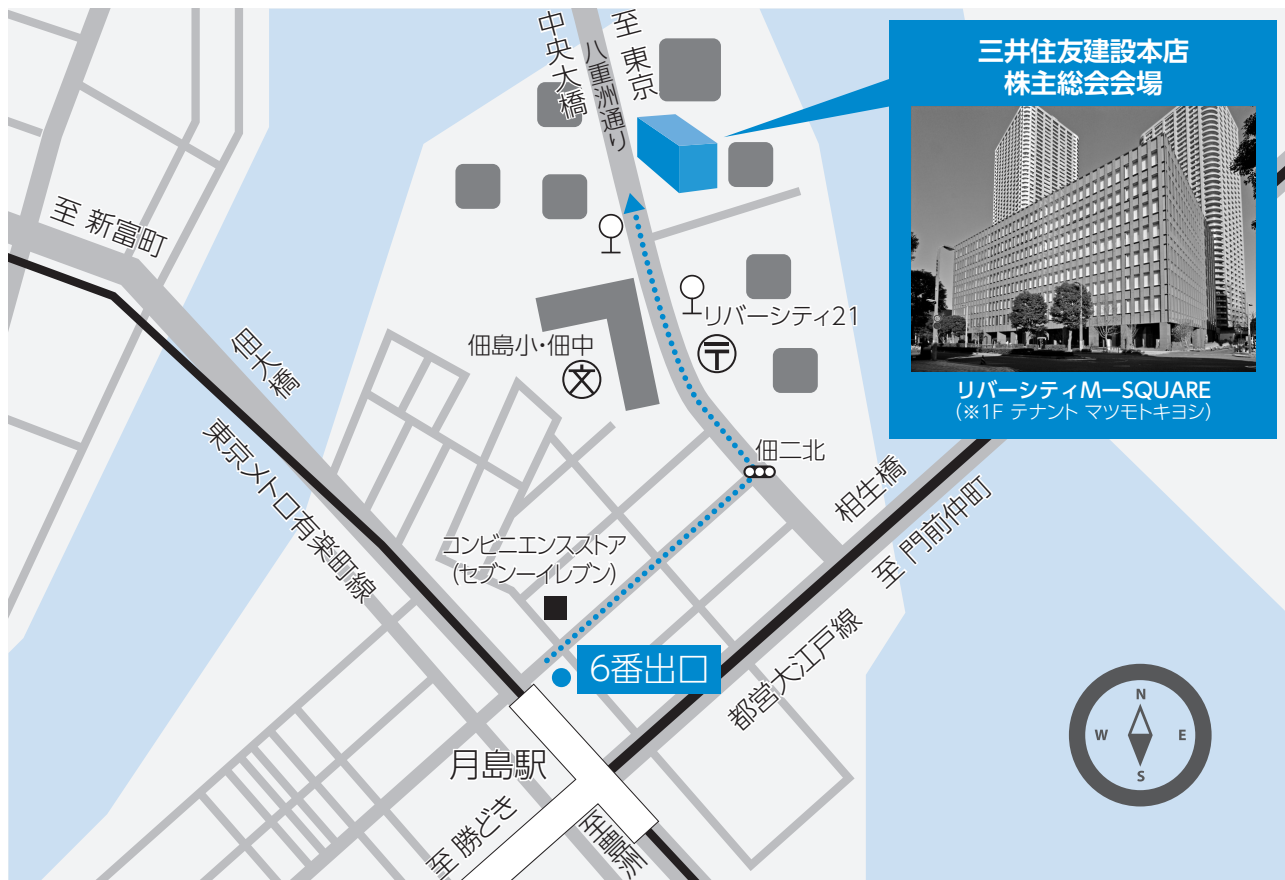 三井住友建設本店
株主総会会場
リバーシティM－SQUARE
(※1F テナント マツモトキヨシ)
至 東京
中央大橋
八重洲通り
至 新富町
佃大橋
リバーシティ21
佃島小・佃中
文
〒
佃二北
相生橋
至 門前仲町
東京メトロ有楽町線
コンビニエンスストア
(セブン－イレブン)
6番出口
都営大江戸線
月島駅
至 勝どき
至 豊洲
N
W
E
S